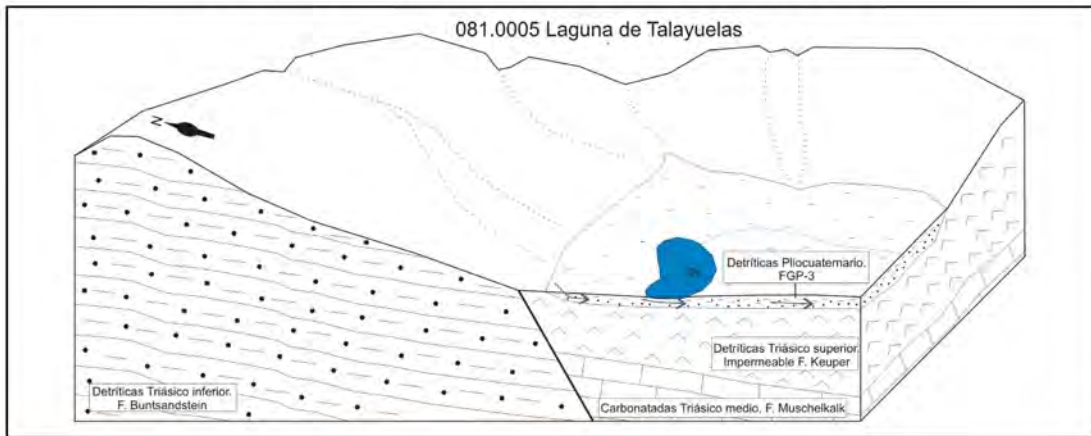 081.0005 Laguna de Talayuelas
N
Detríticas Pliocuaternario.
FGP-3
Detríticas Triásico superior.
Impermeable F. Keuper
Detríticas Triásico inferior.
F. Buntsandstein
Carbonatadas Triásico medio, F. Muschelkalk